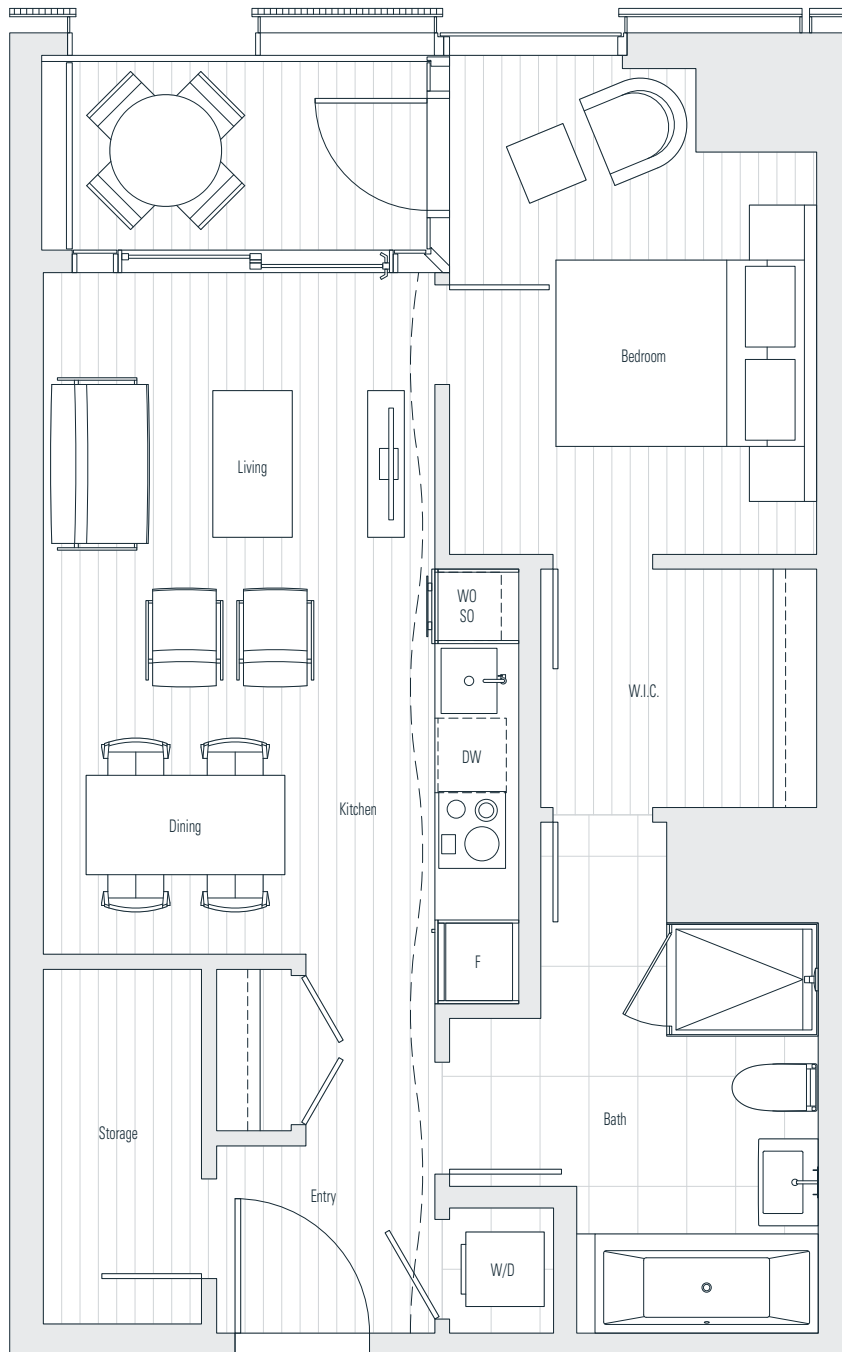 Bedroom
Living
WO
SO
W.I.C.
DW
Kitchen
Dining
F
Bath
Storage
Entry
W/D